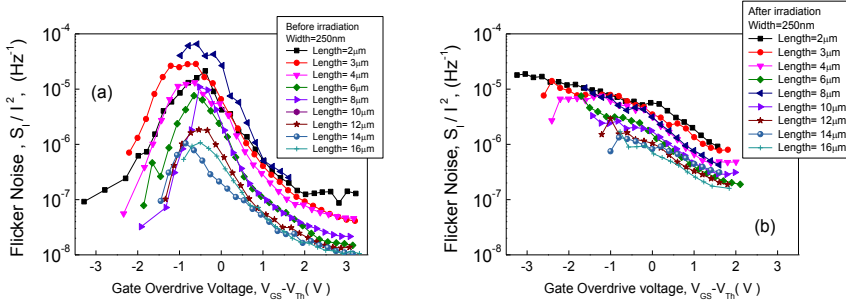 Before irradiation
Width=250nm
Length=2μm
Length= 3μm
Length= 4μm
Length= 6μm
Length= 8μm
Length= 10μm
Length= 12μm
Length= 14μm
Length= 16μm
(a)
Flicker Noise , S_I / I ², (Hz⁻¹)
10⁻⁴
10⁻⁵
10⁻⁶
10⁻⁷
10⁻⁸
-3 -2 -1 0 1 2 3
Gate Overdrive Voltage, V_GS-V_Th( V )
After irradiation
Width=250nm
Length=2μm
Length= 3μm
Length= 4μm
Length= 6μm
Length= 8μm
Length= 10μm
Length= 12μm
Length= 14μm
Length= 16μm
(b)
Flicker Noise, S_I / I ², (Hz⁻¹)
10⁻⁴
10⁻⁵
10⁻⁶
10⁻⁷
10⁻⁸
-3 -2 -1 0 1 2 3
Gate Overdrive voltage, V_GS-V_Th( V )